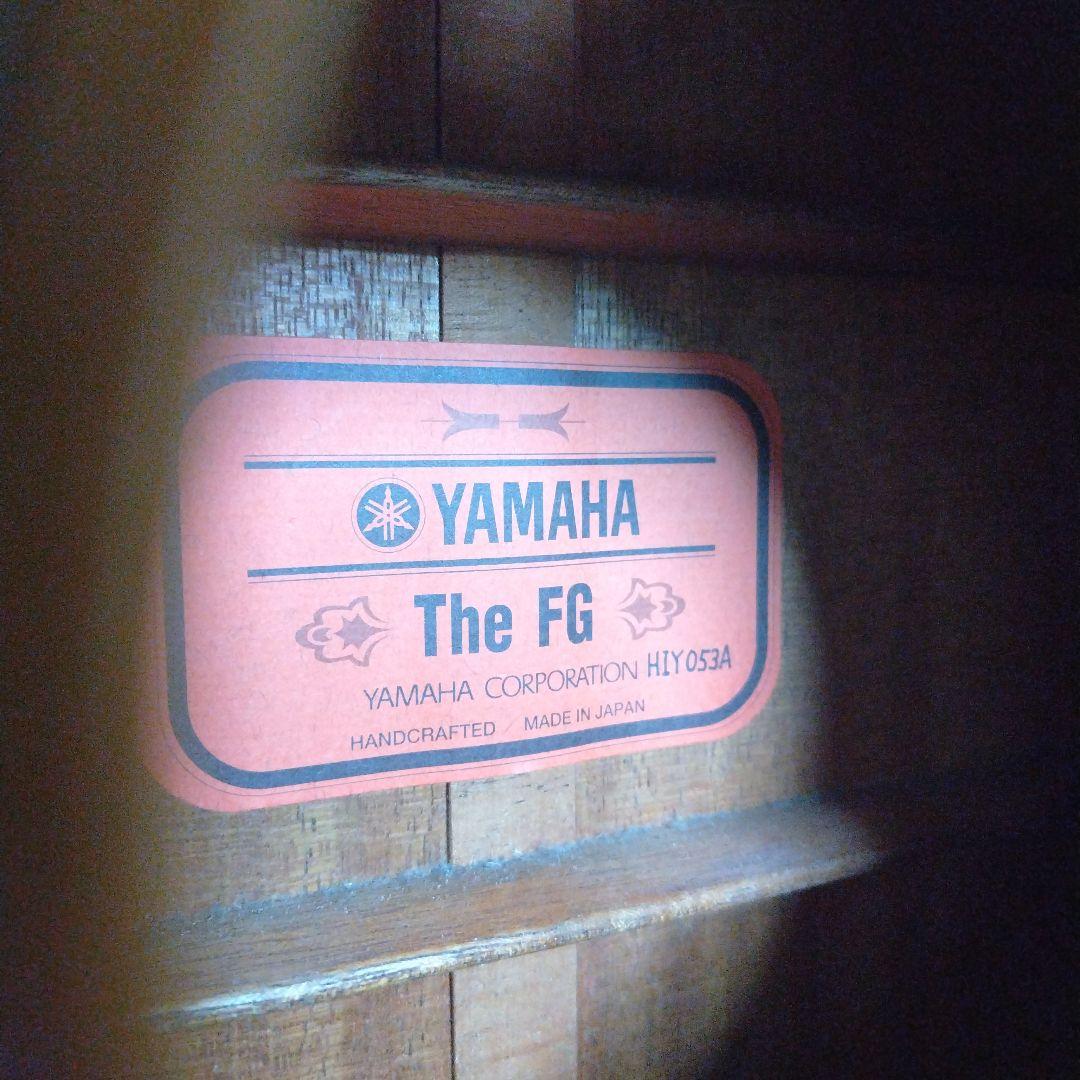 YAMAHA
The FG
YAMAHA CORPORATION HIY053A
HANDCRAFTED / MADE IN JAPAN